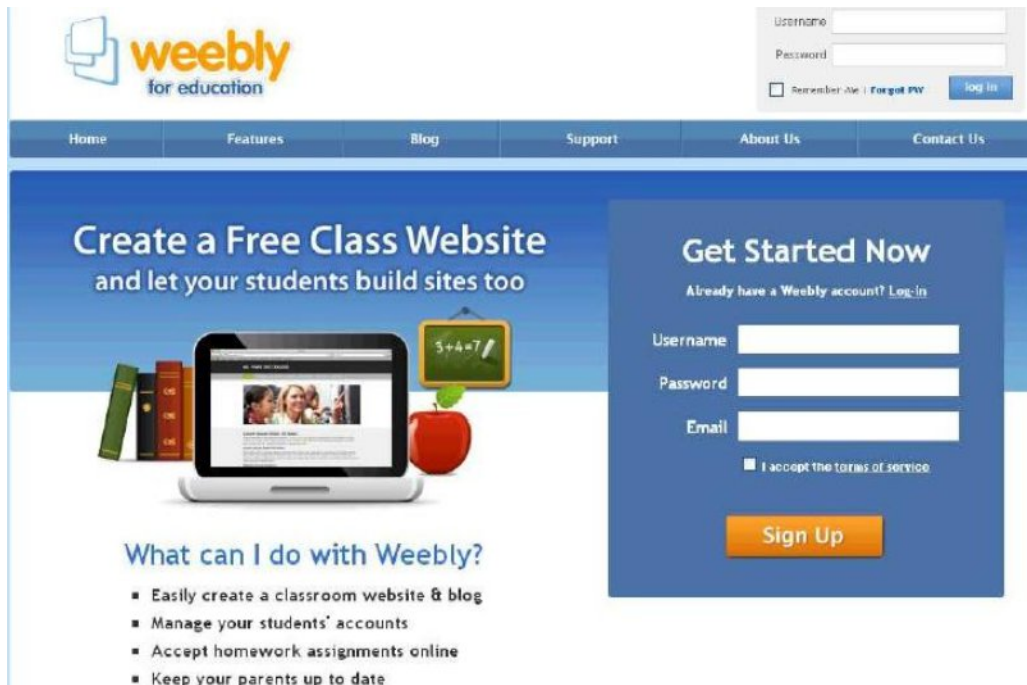 weebly
for education
Username
Password
Remember Me | Forgot PW
log in
Home Features Blog Support About Us Contact Us
Create a Free Class Website
and let your students build sites too
3+4=7
Get Started Now
Already have a Weebly account? Log-in
Username
Password
Email
I accept the terms of service
Sign Up
What can I do with Weebly?
▪ Easily create a classroom website & blog
▪ Manage your students' accounts
▪ Accept homework assignments online
▪ Keep your parents up to date